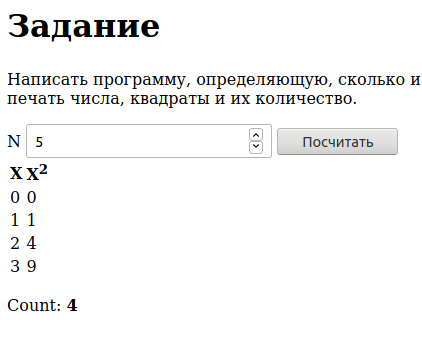 Задание
Написать программу, определяющую, сколько и
печать числа, квадраты и их количество.
N 5 Посчитать
X X²
0 0
1 1
2 4
3 9
Count: 4